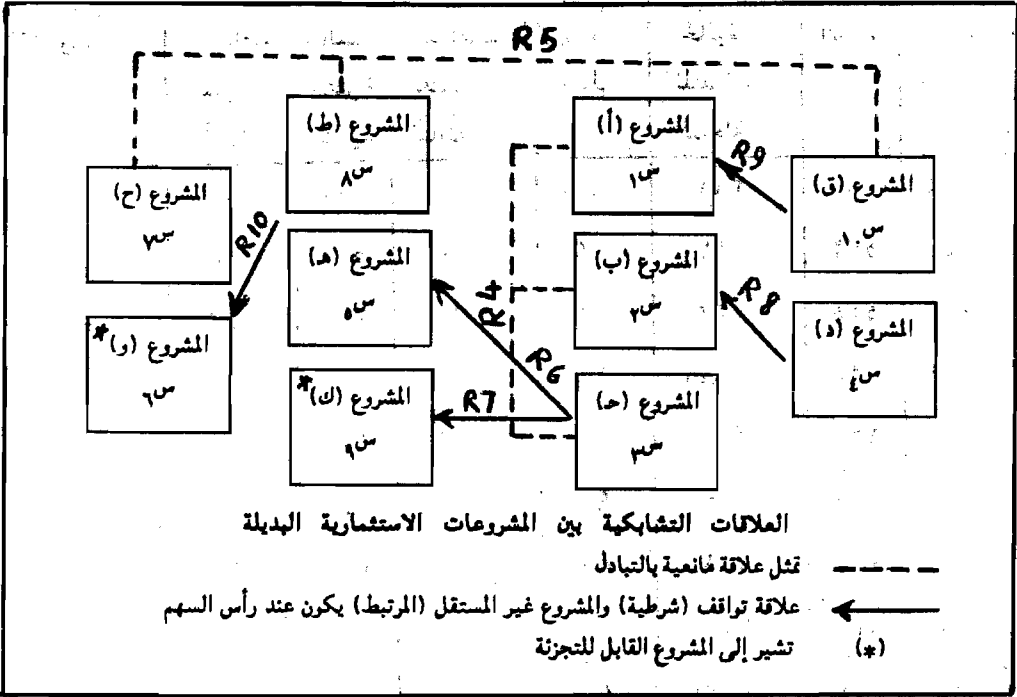 R5
المشروع (أ)
س١
المشروع (ط)
س٨
R9
المشروع (ق)
س١٠
المشروع (ح)
س٧
R10
المشروع (ب)
س٢
المشروع (هـ)
س٥
R4
R8
المشروع (د)
س٤
المشروع (و)*
س٦
R6
المشروع (حـ)
س٣
R7
المشروع (ك)*
س٩
العلاقات التشابكية بين المشروعات الاستثمارية البديلة
تمثل علاقة مانعية بالتبادل
علاقة تواقف (شرطية) والمشروع غير المستقل (المرتبط) يكون عند رأس السهم
(*) تشير إلى المشروع القابل للتجزئة